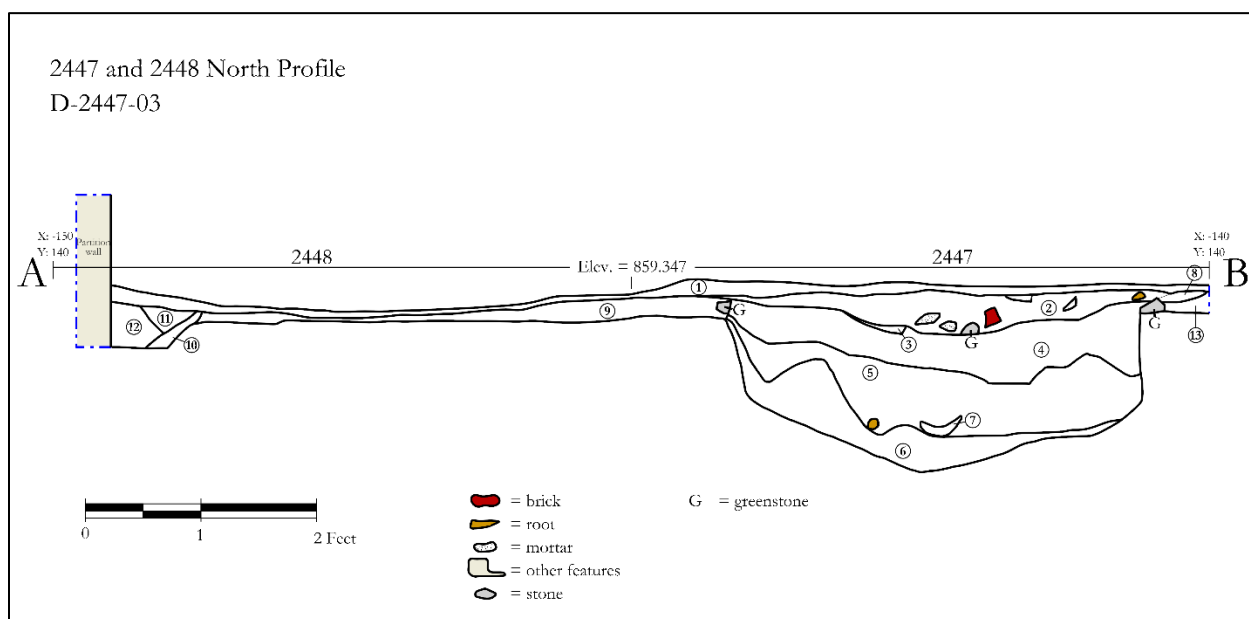 2447 and 2448 North Profile
D-2447-03
X: -150
Y: 140
Partition
wall
A
2448
Elev. = 859.347
2447
X: -140
Y: 140
B
8
1
2
9
G
12
11
10
3
G
4
G
13
5
7
6
0
1
2 Feet
= brick
= root
= mortar
= other features
= stone
G = greenstone